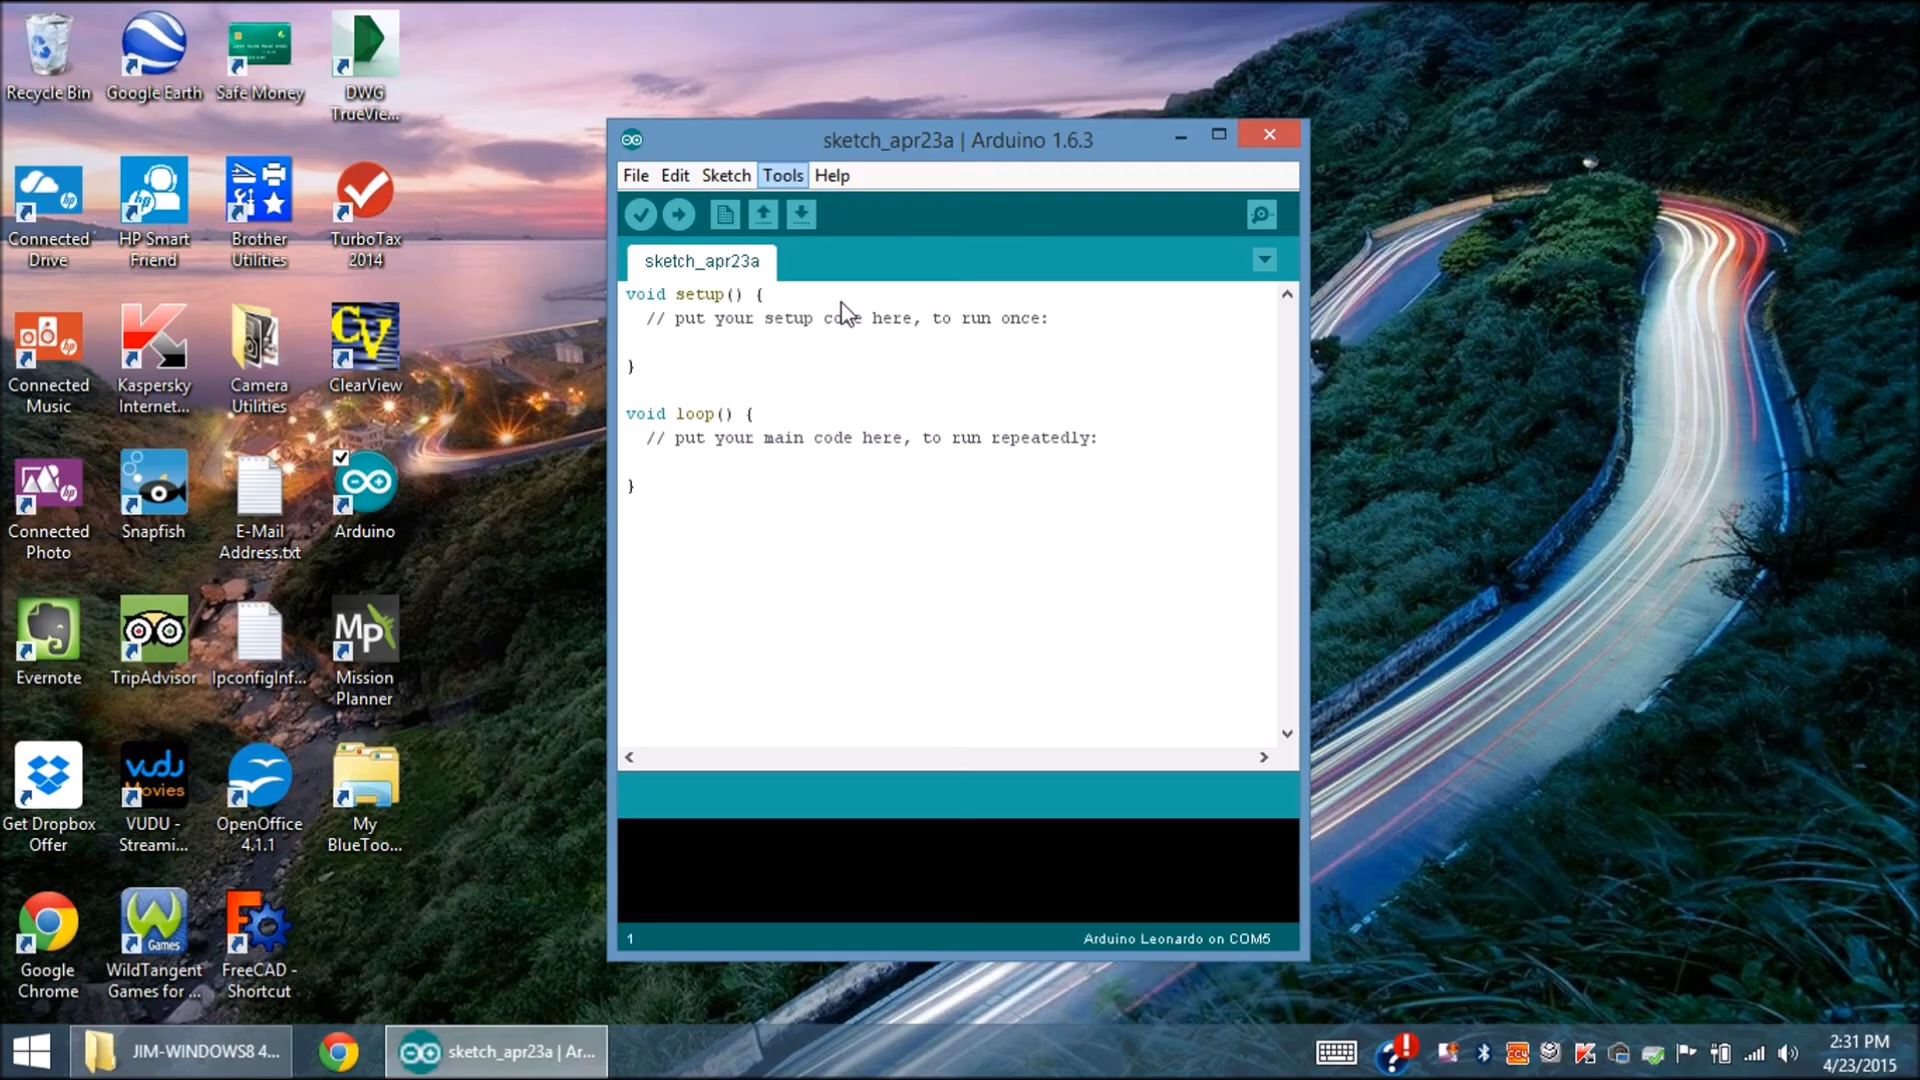 Recycle Bin
Google Earth
Safe Money
DWG
TrueVie...
Connected
Drive
HP Smart
Friend
Brother
Utilities
TurboTax
2014
Connected
Music
Kaspersky
Internet...
Camera
Utilities
CV
ClearView
Connected
Photo
Snapfish
E-Mail
Address.txt
Arduino
Evernote
TripAdvisor
IpconfigInf...
Mp
Mission
Planner
Get Dropbox
Offer
vudu
Movies
VUDU -
Streami...
OpenOffice
4.1.1
My
BlueToo...
Google
Chrome
Games
WildTangent
Games for ...
FreeCAD -
Shortcut
sketch_apr23a | Arduino 1.6.3
File Edit Sketch Tools Help
sketch_apr23a
void setup() {
// put your setup code here, to run once:
}
void loop() {
// put your main code here, to run repeatedly:
}
1
Arduino Leonardo on COM5
JIM-WINDOWS8 4...
sketch_apr23a | Ar...
2:31 PM
4/23/2015